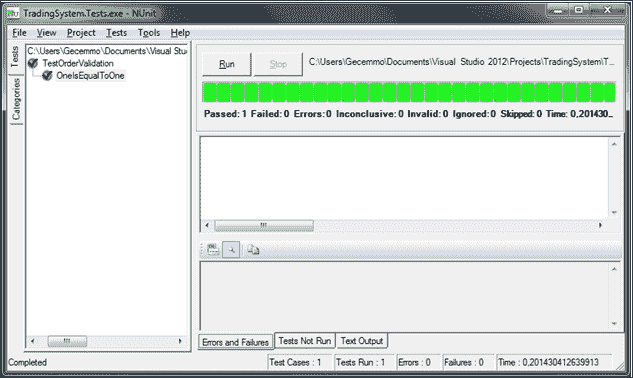 TradingSystem.Tests.exe - NUnit
File View Project Tests Tools Help
Tests
Categories
C:\Users\Gecemmo\Documents\Visual Stu
TestOrderValidation
OneIsEqualToOne
Run
Stop
C:\Users\Gecemmo\Documents\Visual Studio 2012\Projects\TradingSystem\T...
Passed: 1 Failed: 0 Errors: 0 Inconclusive: 0 Invalid: 0 Ignored: 0 Skipped: 0 Time: 0,201430...
Errors and Failures
Tests Not Run
Text Output
Completed
Test Cases : 1
Tests Run : 1
Errors : 0
Failures : 0
Time : 0,201430412639913